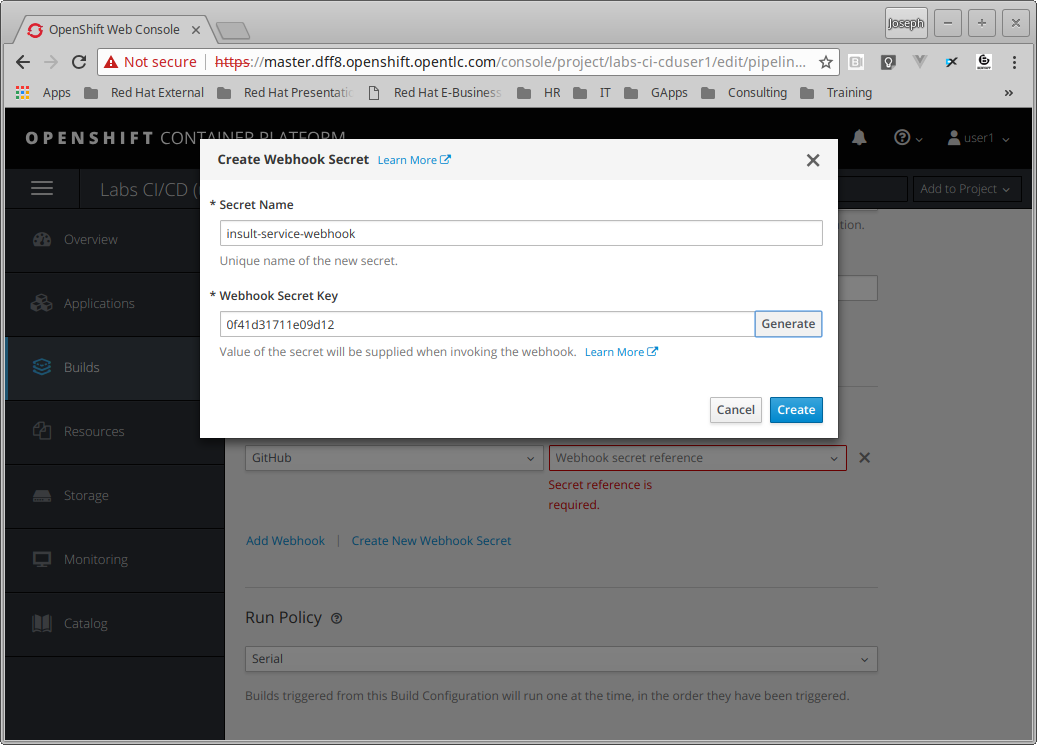 OpenShift Web Console
Joseph
Not secure https://master.dff8.openshift.opentlc.com/console/project/labs-ci-cduser1/edit/pipelin...
Apps Red Hat External Red Hat Presentatio Red Hat E-Business HR IT GApps Consulting Training »
OPENSHIFT CONTAINER PLATFORM
user1
Create Webhook Secret Learn More
Labs CI/CD (
Add to Project
* Secret Name
insult-service-webhook
Unique name of the new secret.
tion.
* Webhook Secret Key
0f41d31711e09d12
Generate
Value of the secret will be supplied when invoking the webhook. Learn More
Cancel Create
Overview
Applications
Builds
Resources
Storage
Monitoring
Catalog
GitHub
Webhook secret reference
Secret reference is
required.
Add Webhook | Create New Webhook Secret
Run Policy
Serial
Builds triggered from this Build Configuration will run one at the time, in the order they have been triggered.